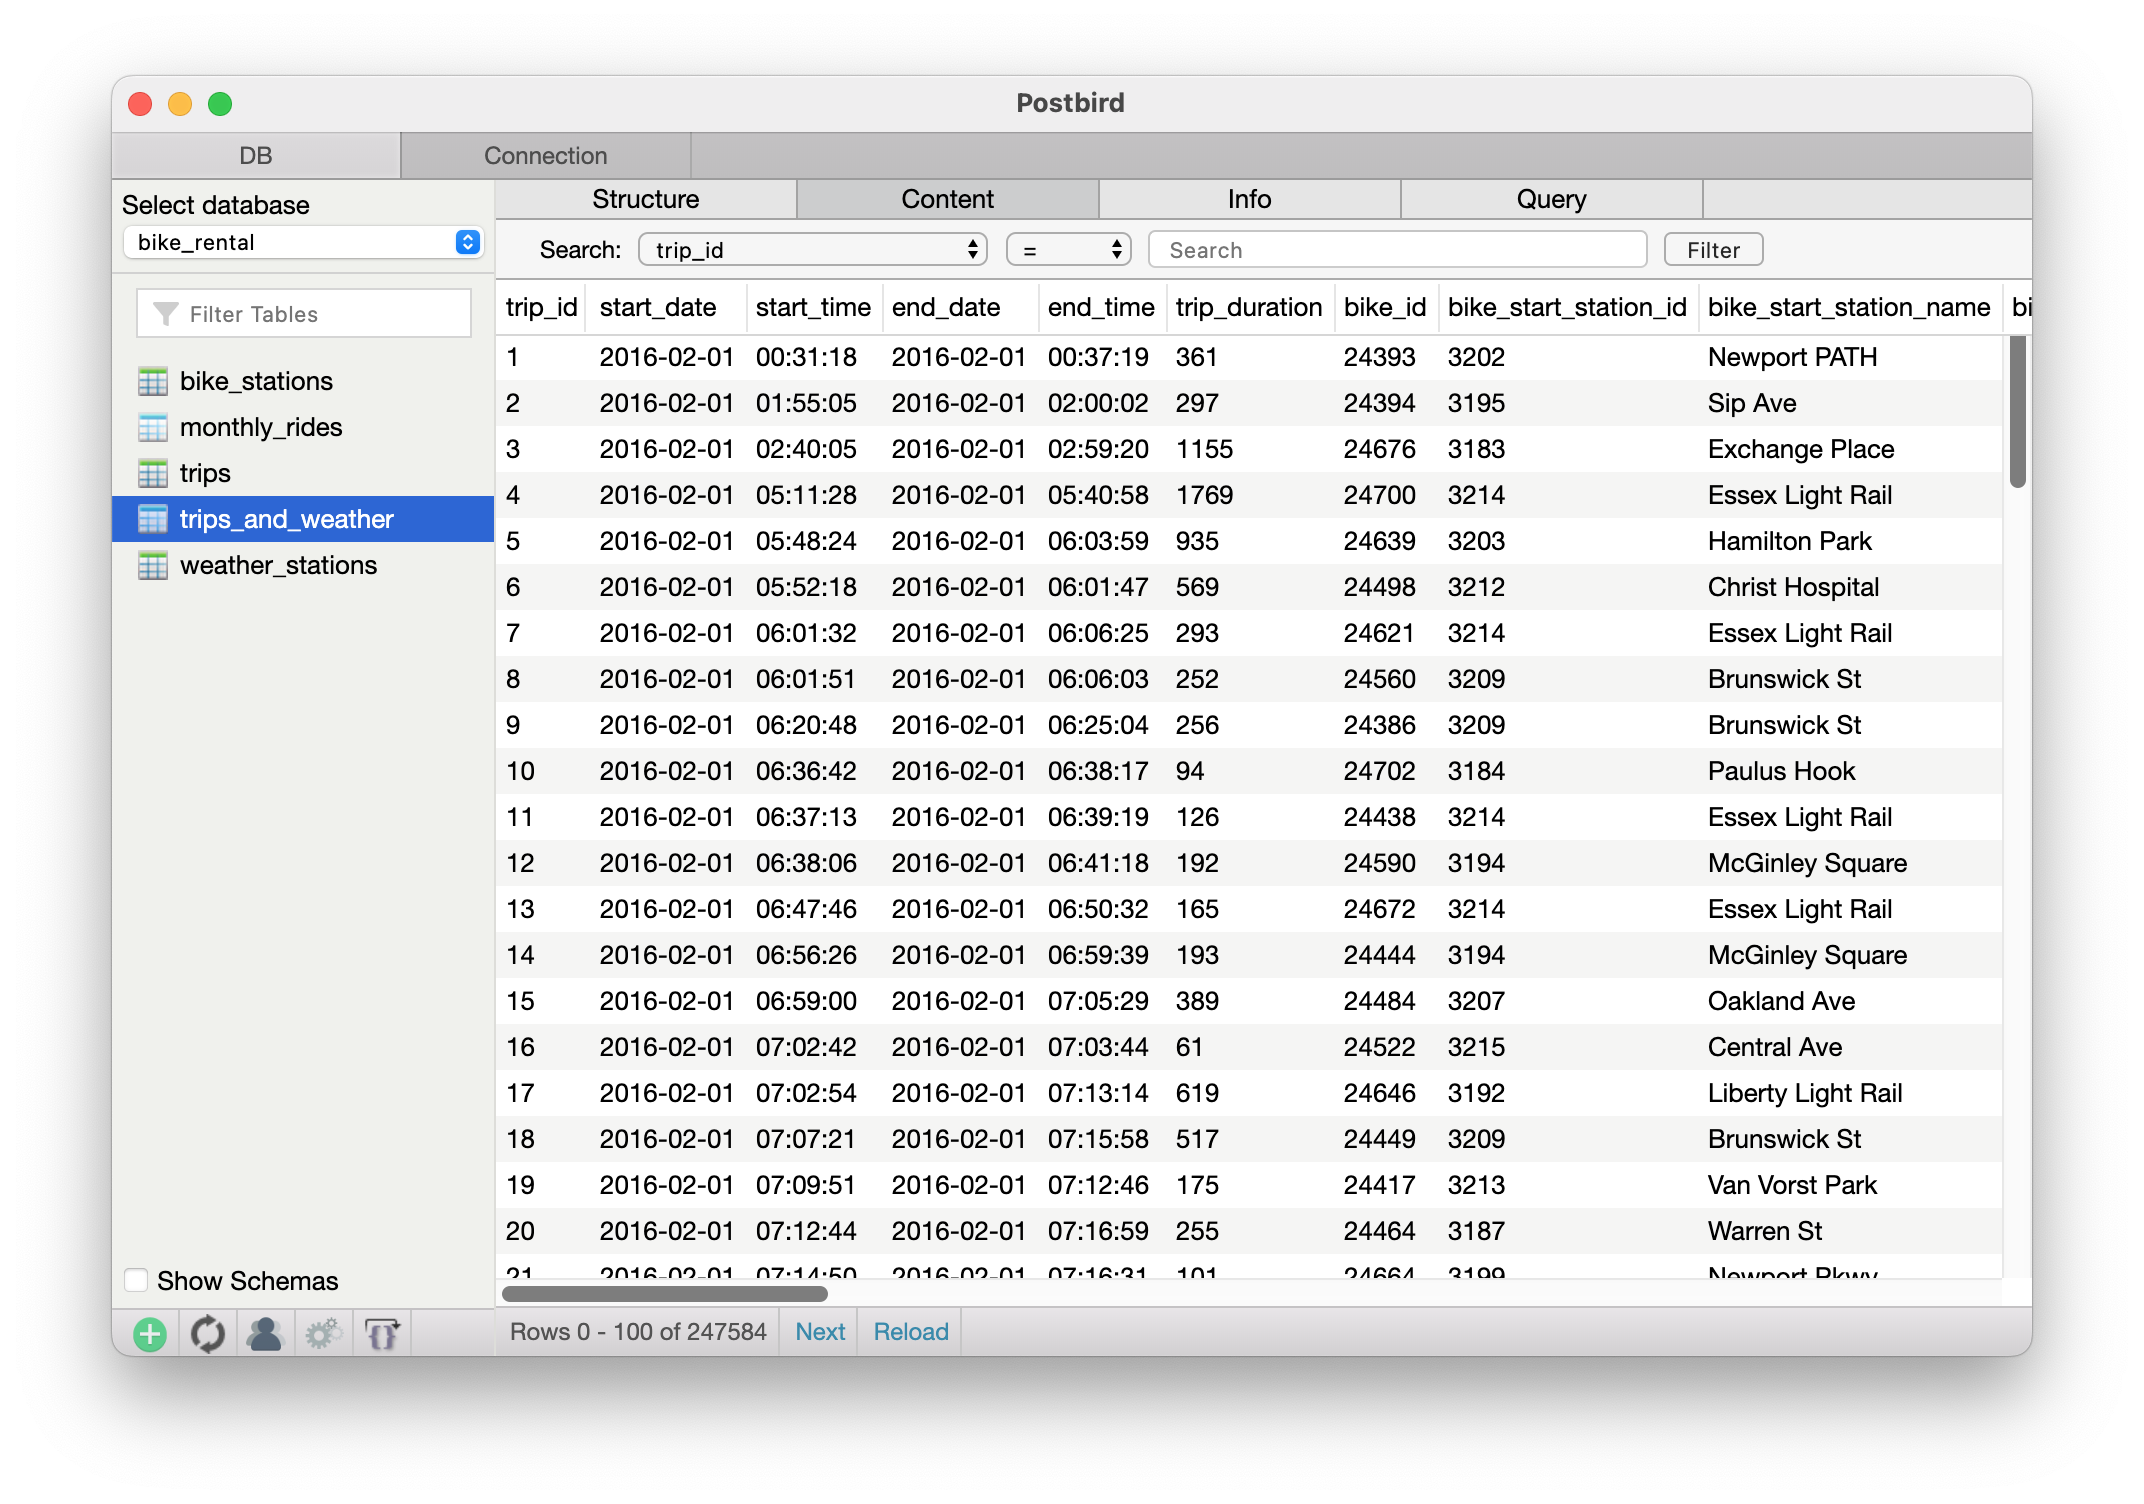 Postbird
DB Connection
Select database
bike_rental
Filter Tables
bike_stations
monthly_rides
trips
trips_and_weather
weather_stations
Show Schemas
Structure Content Info Query
Search: trip_id = Search Filter
trip_id start_date start_time end_date end_time trip_duration bike_id bike_start_station_id bike_start_station_name bi
1 2016-02-01 00:31:18 2016-02-01 00:37:19 361 24393 3202 Newport PATH
2 2016-02-01 01:55:05 2016-02-01 02:00:02 297 24394 3195 Sip Ave
3 2016-02-01 02:40:05 2016-02-01 02:59:20 1155 24676 3183 Exchange Place
4 2016-02-01 05:11:28 2016-02-01 05:40:58 1769 24700 3214 Essex Light Rail
5 2016-02-01 05:48:24 2016-02-01 06:03:59 935 24639 3203 Hamilton Park
6 2016-02-01 05:52:18 2016-02-01 06:01:47 569 24498 3212 Christ Hospital
7 2016-02-01 06:01:32 2016-02-01 06:06:25 293 24621 3214 Essex Light Rail
8 2016-02-01 06:01:51 2016-02-01 06:06:03 252 24560 3209 Brunswick St
9 2016-02-01 06:20:48 2016-02-01 06:25:04 256 24386 3209 Brunswick St
10 2016-02-01 06:36:42 2016-02-01 06:38:17 94 24702 3184 Paulus Hook
11 2016-02-01 06:37:13 2016-02-01 06:39:19 126 24438 3214 Essex Light Rail
12 2016-02-01 06:38:06 2016-02-01 06:41:18 192 24590 3194 McGinley Square
13 2016-02-01 06:47:46 2016-02-01 06:50:32 165 24672 3214 Essex Light Rail
14 2016-02-01 06:56:26 2016-02-01 06:59:39 193 24444 3194 McGinley Square
15 2016-02-01 06:59:00 2016-02-01 07:05:29 389 24484 3207 Oakland Ave
16 2016-02-01 07:02:42 2016-02-01 07:03:44 61 24522 3215 Central Ave
17 2016-02-01 07:02:54 2016-02-01 07:13:14 619 24646 3192 Liberty Light Rail
18 2016-02-01 07:07:21 2016-02-01 07:15:58 517 24449 3209 Brunswick St
19 2016-02-01 07:09:51 2016-02-01 07:12:46 175 24417 3213 Van Vorst Park
20 2016-02-01 07:12:44 2016-02-01 07:16:59 255 24464 3187 Warren St
21 2016-02-01 07:14:50 2016-02-01 07:16:31 101 24664 3199 Newport Pkwy
Rows 0 - 100 of 247584 Next Reload